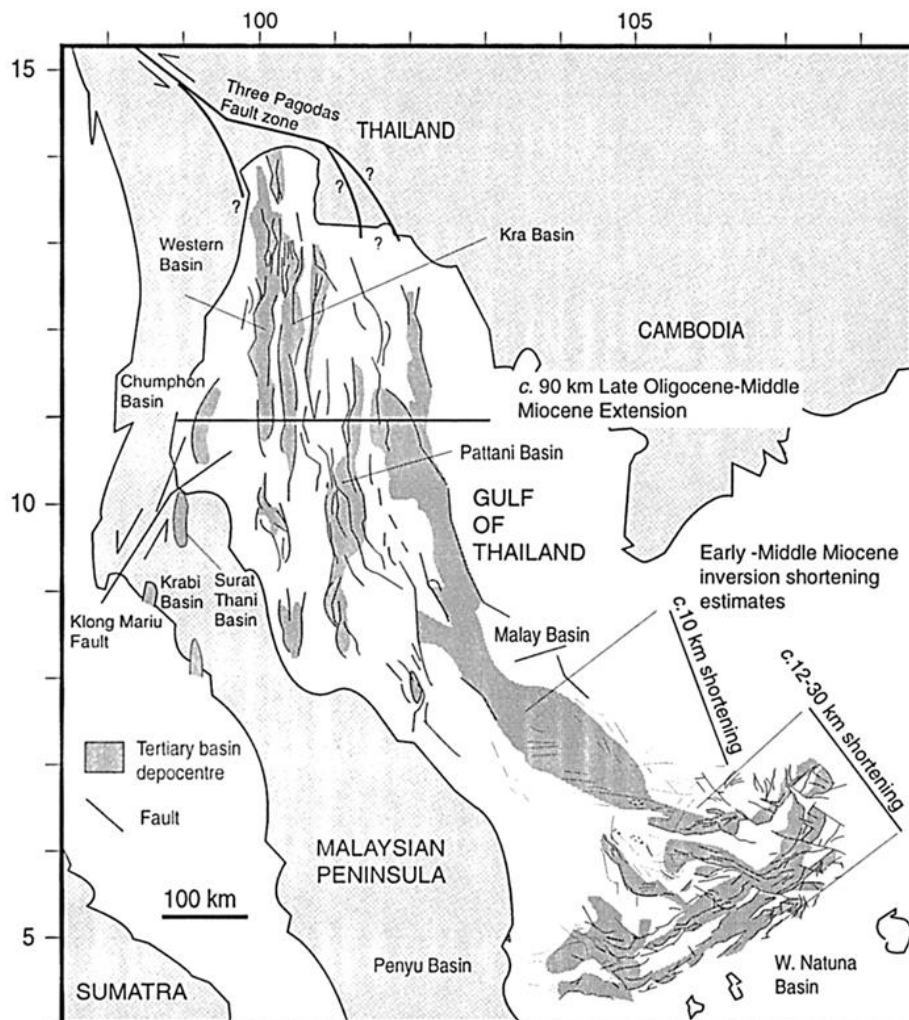 100
105
15
Three Pagodas
Fault zone
THAILAND
?
?
?
?
Kra Basin
Western
Basin
CAMBODIA
Chumphon
Basin
c. 90 km Late Oligocene-Middle
Miocene Extension
Pattani Basin
10
GULF
OF
THAILAND
Early -Middle Miocene
inversion shortening
estimates
Krabi
Basin
Surat
Thani
Basin
Klong Mariu
Fault
Malay Basin
c.10 km shortening
c.12-30 km shortening
Tertiary basin
depocentre
Fault
MALAYSIAN
PENINSULA
100 km
5
Penyu Basin
W. Natuna
Basin
SUMATRA